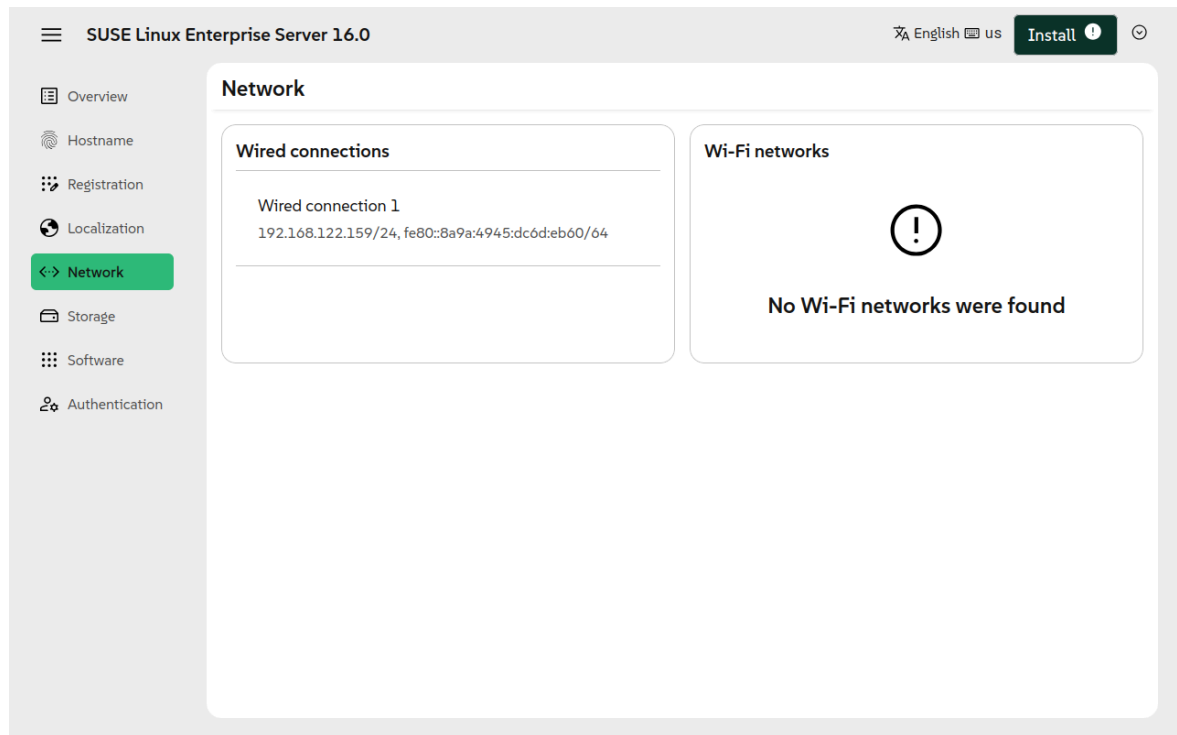 SUSE Linux Enterprise Server 16.0
English us Install
Overview
Hostname
Registration
Localization
Network
Storage
Software
Authentication
Network
Wired connections
Wired connection 1
192.168.122.159/24, fe80::8a9a:4945:dc6d:eb60/64
Wi-Fi networks
No Wi-Fi networks were found